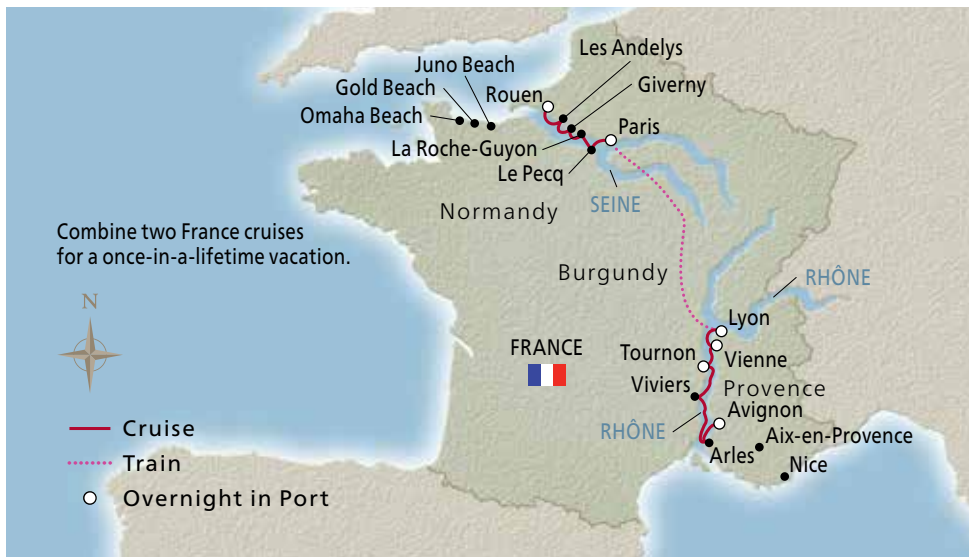 Les Andelys
Juno Beach
Giverny
Gold Beach
Rouen
Omaha Beach
Paris
La Roche-Guyon
Le Pecq
SEINE
Normandy
Combine two France cruises
for a once-in-a-lifetime vacation.
Burgundy
RHÔNE
N
Lyon
FRANCE
Tournon
Vienne
Viviers
Provence
Avignon
RHÔNE
Cruise
Aix-en-Provence
Arles
Train
Nice
Overnight in Port